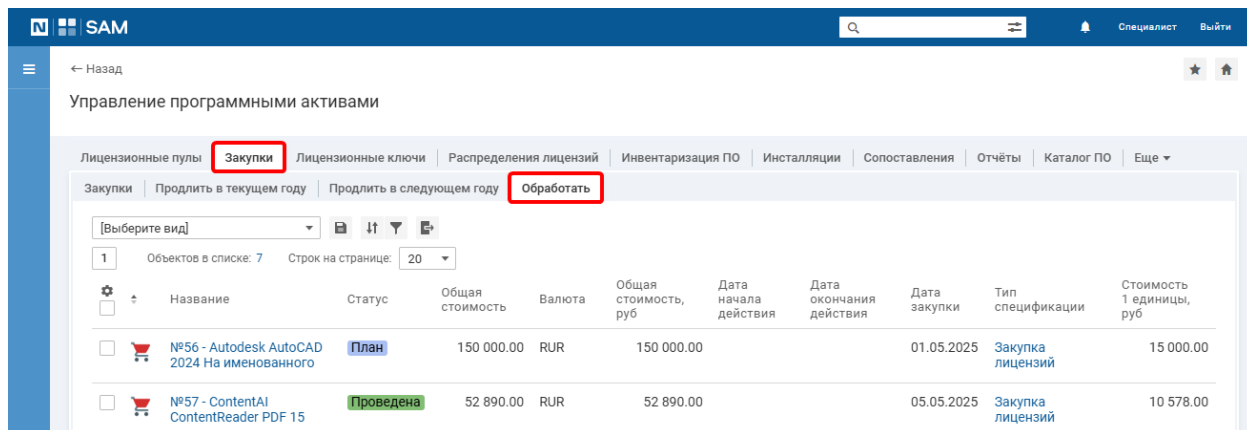 N SAM Специалист Выйти
← Назад
Управление программными активами
Лицензионные пулы Закупки Лицензионные ключи Распределения лицензий Инвентаризация ПО Инсталляции Сопоставления Отчёты Каталог ПО Еще
Закупки Продлить в текущем году Продлить в следующем году Обработать
[Выберите вид]
1 Объектов в списке: 7 Строк на странице: 20
Название Статус Общая стоимость Валюта Общая стоимость, руб Дата начала действия Дата окончания действия Дата закупки Тип спецификации Стоимость 1 единицы, руб
№56 - Autodesk AutoCAD План 150 000.00 RUR 150 000.00 01.05.2025 Закупка 15 000.00
2024 На именованного лицензий
№57 - ContentAI Проведена 52 890.00 RUR 52 890.00 05.05.2025 Закупка 10 578.00
ContentReader PDF 15 лицензий